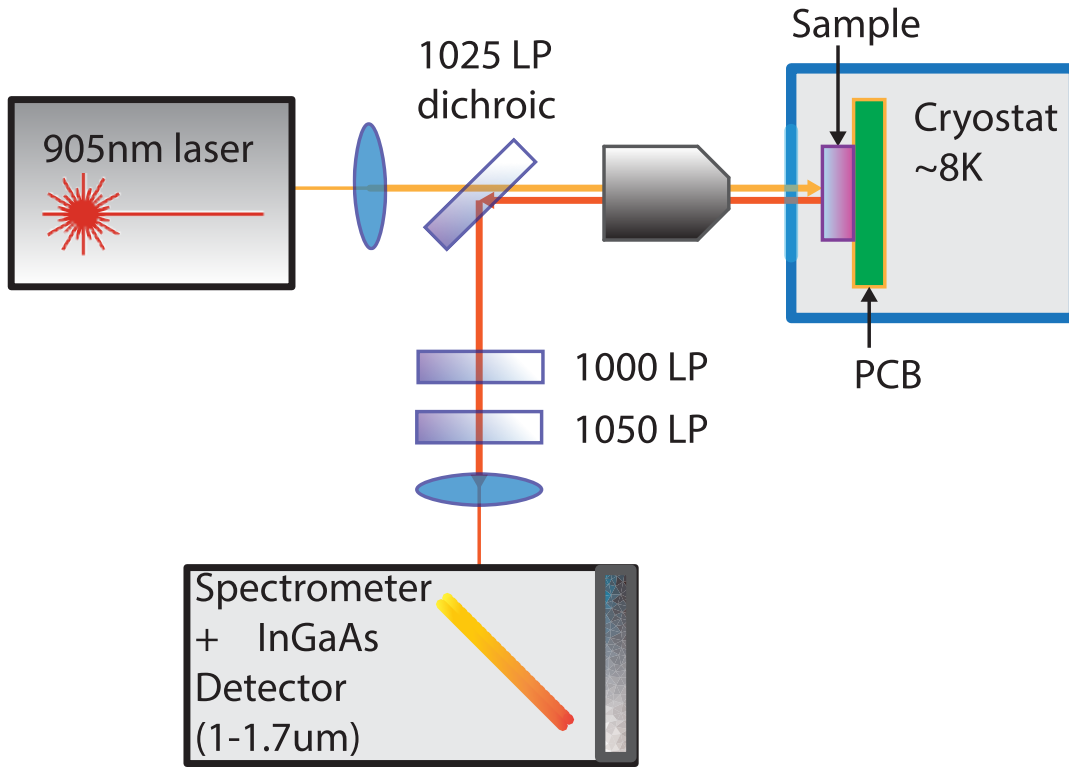 Sample
1025 LP
dichroic
905nm laser
Cryostat
~8K
1000 LP
PCB
1050 LP
Spectrometer
+ InGaAs
Detector
(1-1.7um)